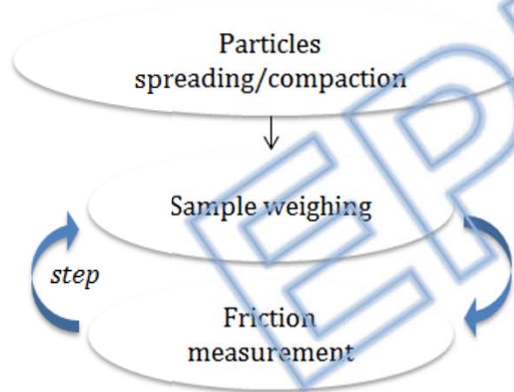 Particles
spreading/compaction
Sample weighing
step
Friction
measurement